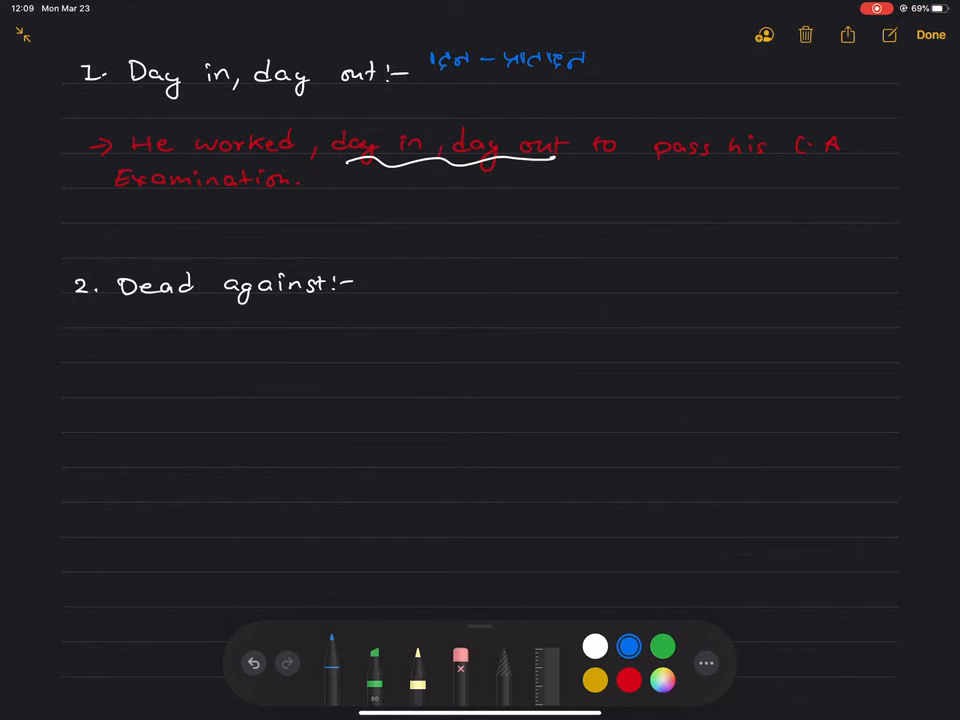 12:09 Mon Mar 23 69%
Done
1. Day in, day out:-
→ He worked, day in, day out to pass his C.A
Examination.
2. Dead against:-
80